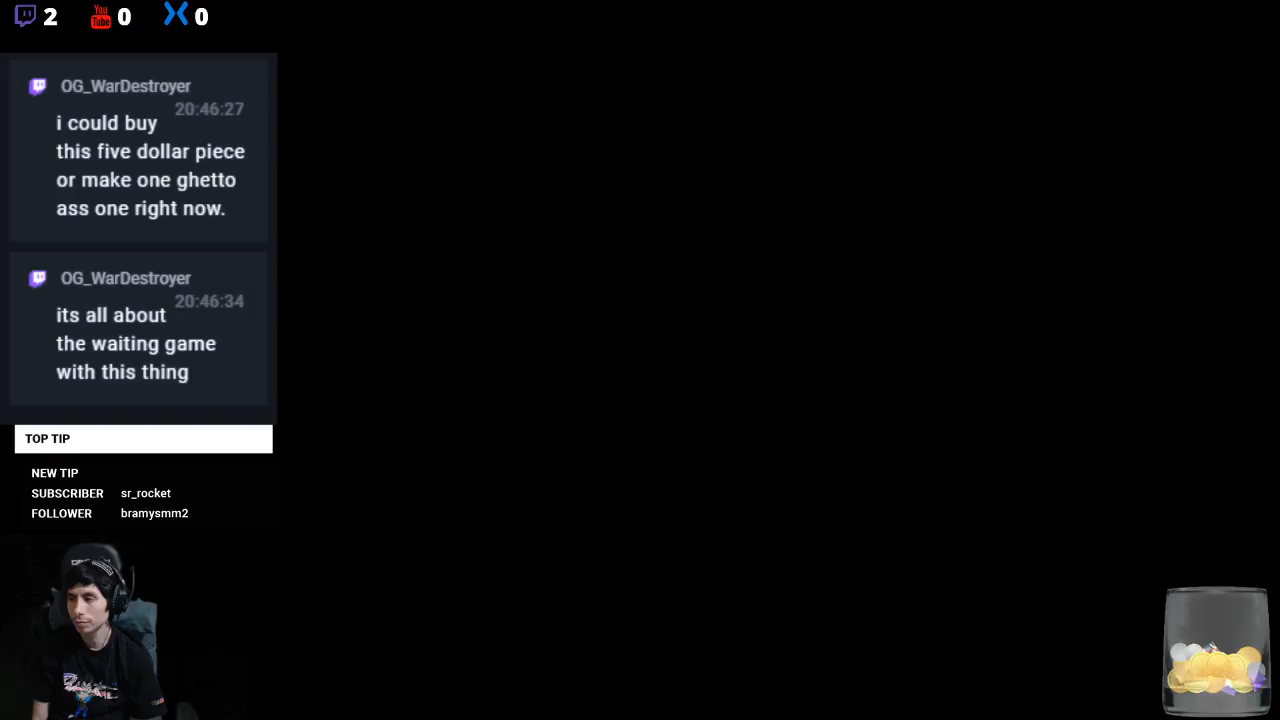 2 You Tube 0 0
OG_WarDestroyer
20:46:27
i could buy
this five dollar piece
or make one ghetto
ass one right now.
OG_WarDestroyer
20:46:34
its all about
the waiting game
with this thing
TOP TIP
NEW TIP
SUBSCRIBER sr_rocket
FOLLOWER bramysmm2